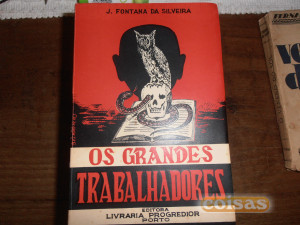 J. FONTANA DA SILVEIRA
OS GRANDES
TRABALHADORES
EDITORA
LIVRARIA PROGREDIOR
PORTO
coisas